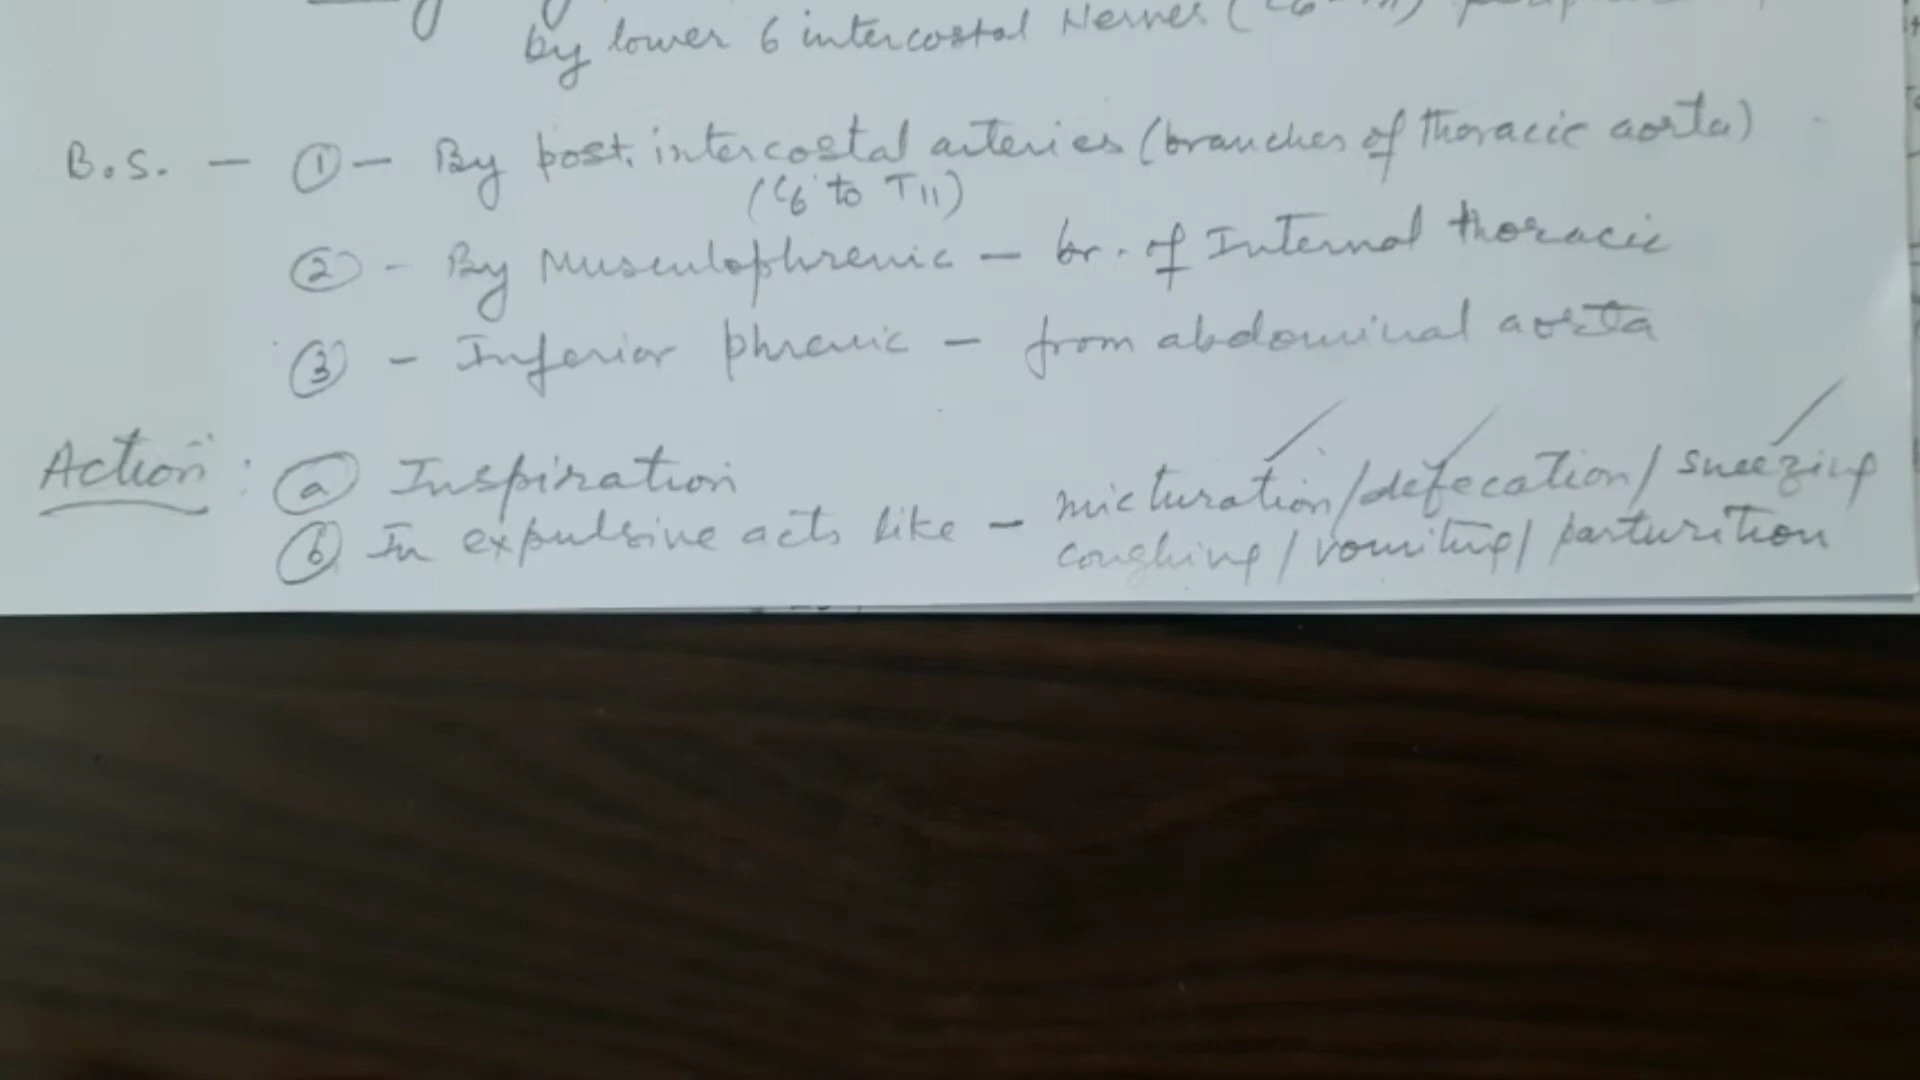 by lower 6 intercostal Nerves
B.S. - ① - By post. intercostal arteries (branches of thoracic aorta)
(C6 to T11)
② - By Musculophrenic - br. of Internal thoracic
③ - Inferior phrenic - from abdominal aorta
Action: ⓐ Inspiration
ⓑ In expulsive acts like - micturation/defecation/sneezing
coughing/vomiting/parturition